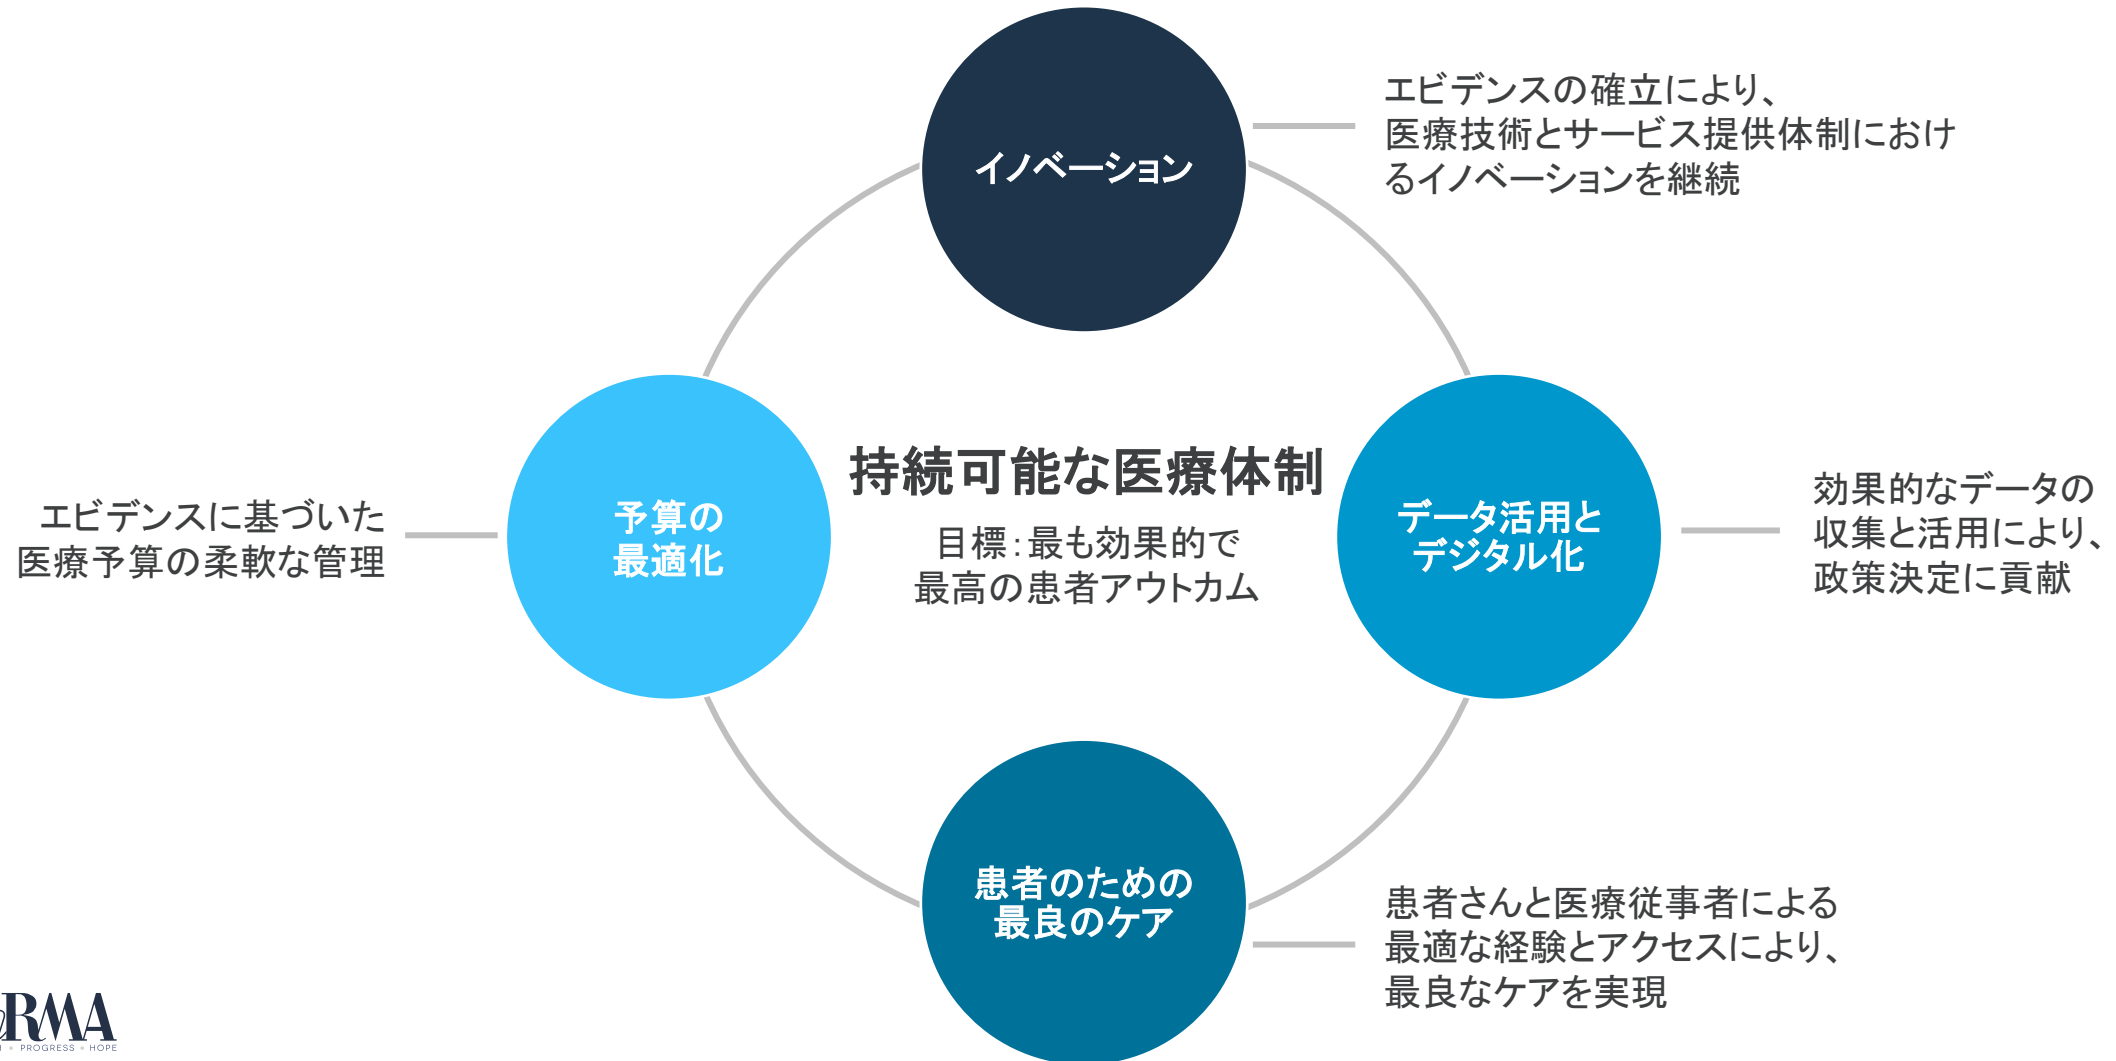 イノベーション
エビデンスの確立により、
医療技術とサービス提供体制におけ
るイノベーションを継続
持続可能な医療体制
目標：最も効果的で
最高の患者アウトカム
予算の
最適化
エビデンスに基づいた
医療予算の柔軟な管理
データ活用と
デジタル化
効果的なデータの
収集と活用により、
政策決定に貢献
患者のための
最良のケア
患者さんと医療従事者による
最適な経験とアクセスにより、
最良なケアを実現
RMA
PROGRESS • HOPE